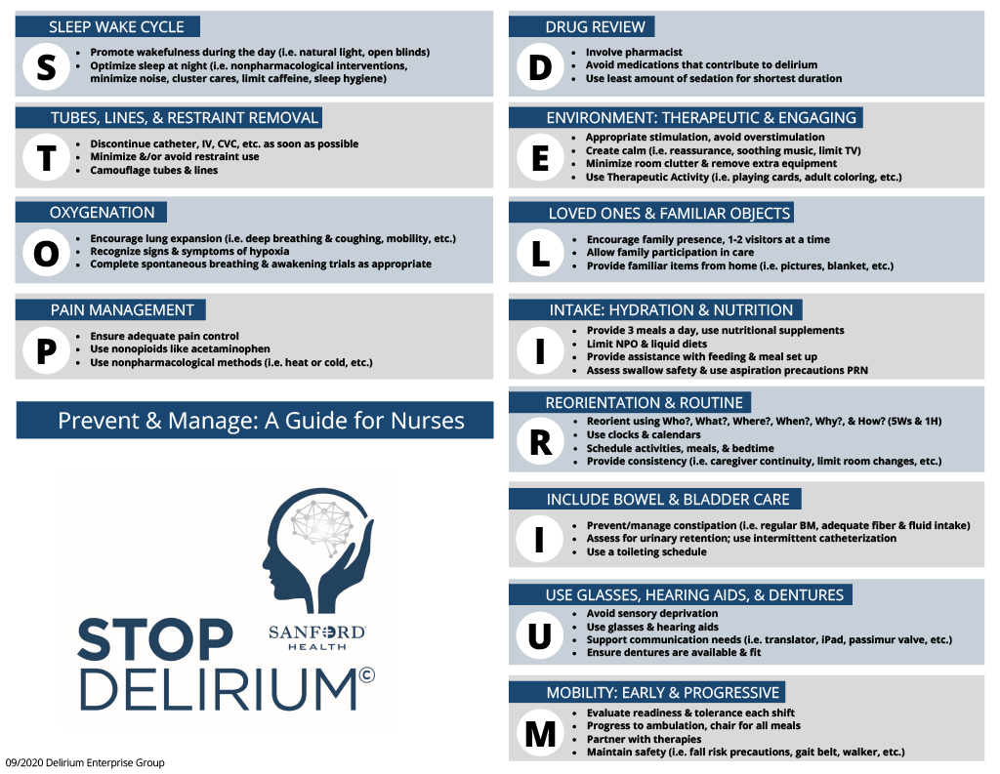 SLEEP WAKE CYCLE
S
• Promote wakefulness during the day (i.e. natural light, open blinds)
• Optimize sleep at night (i.e. nonpharmacological interventions,
minimize noise, cluster cares, limit caffeine, sleep hygiene)
TUBES, LINES, & RESTRAINT REMOVAL
T
• Discontinue catheter, IV, CVC, etc. as soon as possible
• Minimize &/or avoid restraint use
• Camouflage tubes & lines
OXYGENATION
O
• Encourage lung expansion (i.e. deep breathing & coughing, mobility, etc.)
• Recognize signs & symptoms of hypoxia
• Complete spontaneous breathing & awakening trials as appropriate
PAIN MANAGEMENT
P
• Ensure adequate pain control
• Use nonopioids like acetaminophen
• Use nonpharmacological methods (i.e. heat or cold, etc.)
Prevent & Manage: A Guide for Nurses
SANFORD
HEALTH
STOP
DELIRIUM©
09/2020 Delirium Enterprise Group
DRUG REVIEW
D
• Involve pharmacist
• Avoid medications that contribute to delirium
• Use least amount of sedation for shortest duration
ENVIRONMENT: THERAPEUTIC & ENGAGING
E
• Appropriate stimulation, avoid overstimulation
• Create calm (i.e. reassurance, soothing music, limit TV)
• Minimize room clutter & remove extra equipment
• Use Therapeutic Activity (i.e. playing cards, adult coloring, etc.)
LOVED ONES & FAMILIAR OBJECTS
L
• Encourage family presence, 1-2 visitors at a time
• Allow family participation in care
• Provide familiar items from home (i.e. pictures, blanket, etc.)
INTAKE: HYDRATION & NUTRITION
I
• Provide 3 meals a day, use nutritional supplements
• Limit NPO & liquid diets
• Provide assistance with feeding & meal set up
• Assess swallow safety & use aspiration precautions PRN
REORIENTATION & ROUTINE
R
• Reorient using Who?, What?, Where?, When?, Why?, & How? (5Ws & 1H)
• Use clocks & calendars
• Schedule activities, meals, & bedtime
• Provide consistency (i.e. caregiver continuity, limit room changes, etc.)
INCLUDE BOWEL & BLADDER CARE
I
• Prevent/manage constipation (i.e. regular BM, adequate fiber & fluid intake)
• Assess for urinary retention; use intermittent catheterization
• Use a toileting schedule
USE GLASSES, HEARING AIDS, & DENTURES
U
• Avoid sensory deprivation
• Use glasses & hearing aids
• Support communication needs (i.e. translator, iPad, passimur valve, etc.)
• Ensure dentures are available & fit
MOBILITY: EARLY & PROGRESSIVE
M
• Evaluate readiness & tolerance each shift
• Progress to ambulation, chair for all meals
• Partner with therapies
• Maintain safety (i.e. fall risk precautions, gait belt, walker, etc.)